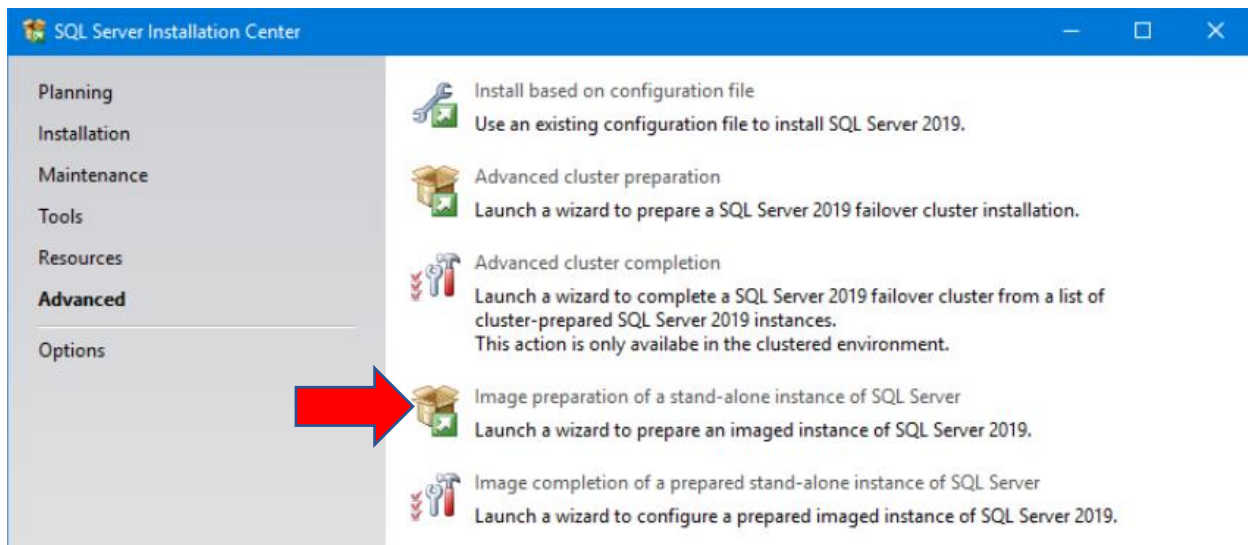 SQL Server Installation Center
Planning
Installation
Maintenance
Tools
Resources
Advanced
Options
Install based on configuration file
Use an existing configuration file to install SQL Server 2019.
Advanced cluster preparation
Launch a wizard to prepare a SQL Server 2019 failover cluster installation.
Advanced cluster completion
Launch a wizard to complete a SQL Server 2019 failover cluster from a list of
cluster-prepared SQL Server 2019 instances.
This action is only availabe in the clustered environment.
Image preparation of a stand-alone instance of SQL Server
Launch a wizard to prepare an imaged instance of SQL Server 2019.
Image completion of a prepared stand-alone instance of SQL Server
Launch a wizard to configure a prepared imaged instance of SQL Server 2019.